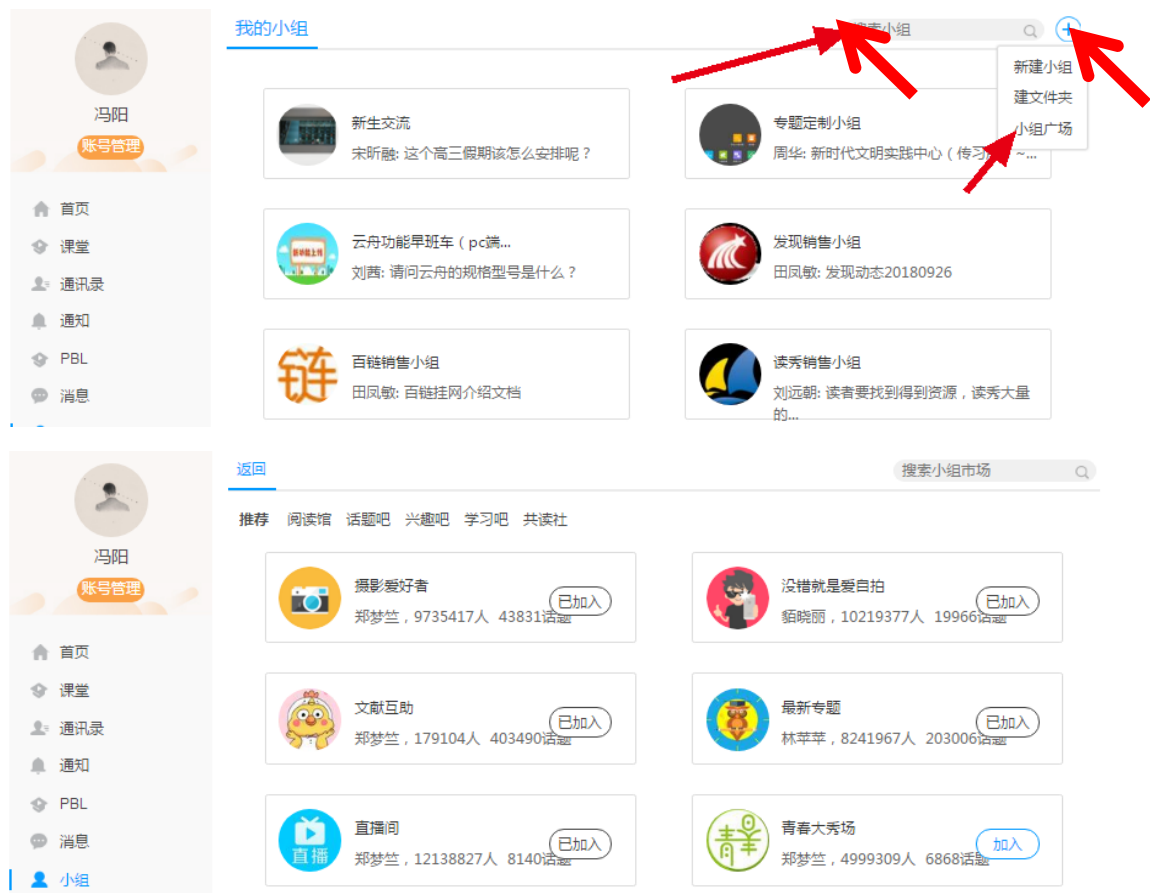 冯阳
账号管理
首页
课堂
通讯录
通知
PBL
消息
我的小组
搜索小组
新建小组
建文件夹
小组广场
新生交流
宋昕融: 这个高三假期该怎么安排呢？
专题定制小组
周华: 新时代文明实践中心（传习
~...
云舟功能早班车（pc端...
刘茜: 请问云舟的规格型号是什么？
发现销售小组
田凤敏: 发现动态20180926
链
百链销售小组
田凤敏: 百链挂网介绍文档
读秀销售小组
刘远朝: 读者要找到得到资源，读秀大量
的...
冯阳
账号管理
首页
课堂
通讯录
通知
PBL
消息
小组
返回
搜索小组市场
推荐 阅读馆 话题吧 兴趣吧 学习吧 共读社
摄影爱好者
郑梦竺，9735417人 43831话题
已加入
没错就是爱自拍
貊晓丽，10219377人 19966话题
已加入
文献互助
郑梦竺，179104人 403490话题
已加入
最新专题
林苹苹，8241967人 203006话题
已加入
直播
直播间
郑梦竺，12138827人 8140话题
已加入
青春大秀场
郑梦竺，4999309人 6868话题
加入